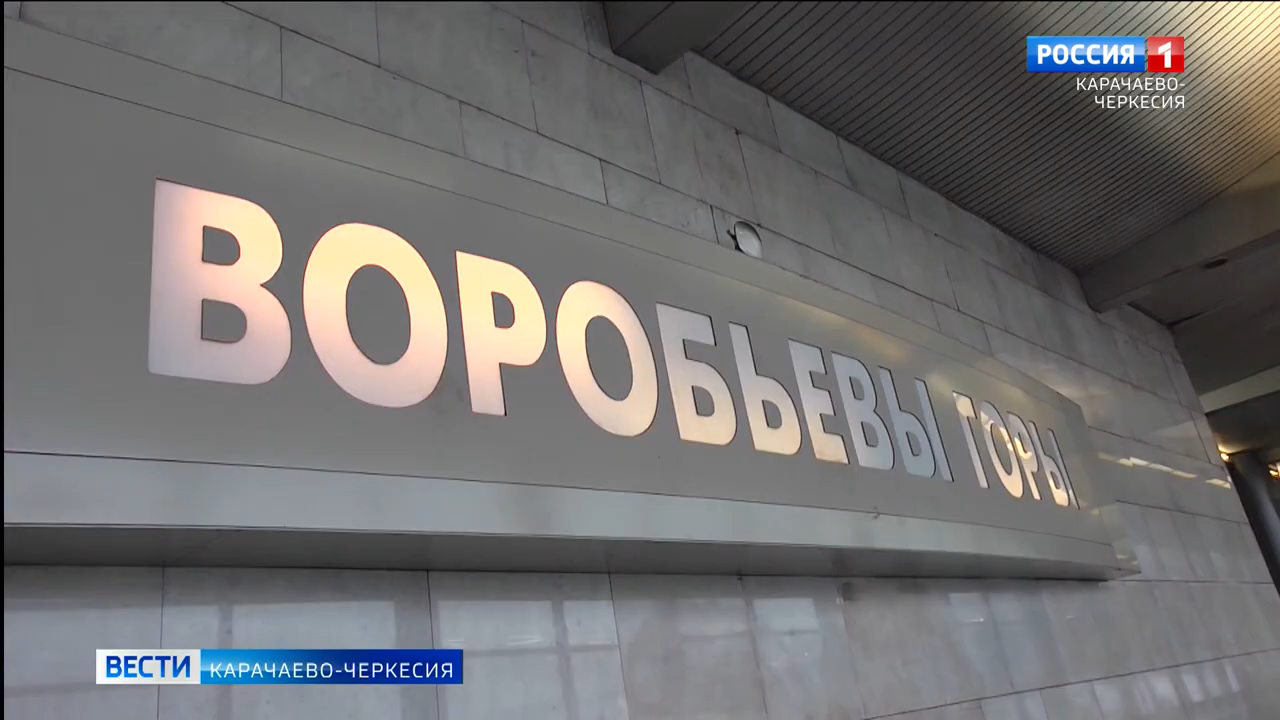 РОССИЯ 1
КАРАЧАЕВО-
ЧЕРКЕСИЯ
ВОРОБЬЕВЫ ГОРЫ
ВЕСТИ КАРАЧАЕВО-ЧЕРКЕСИЯ